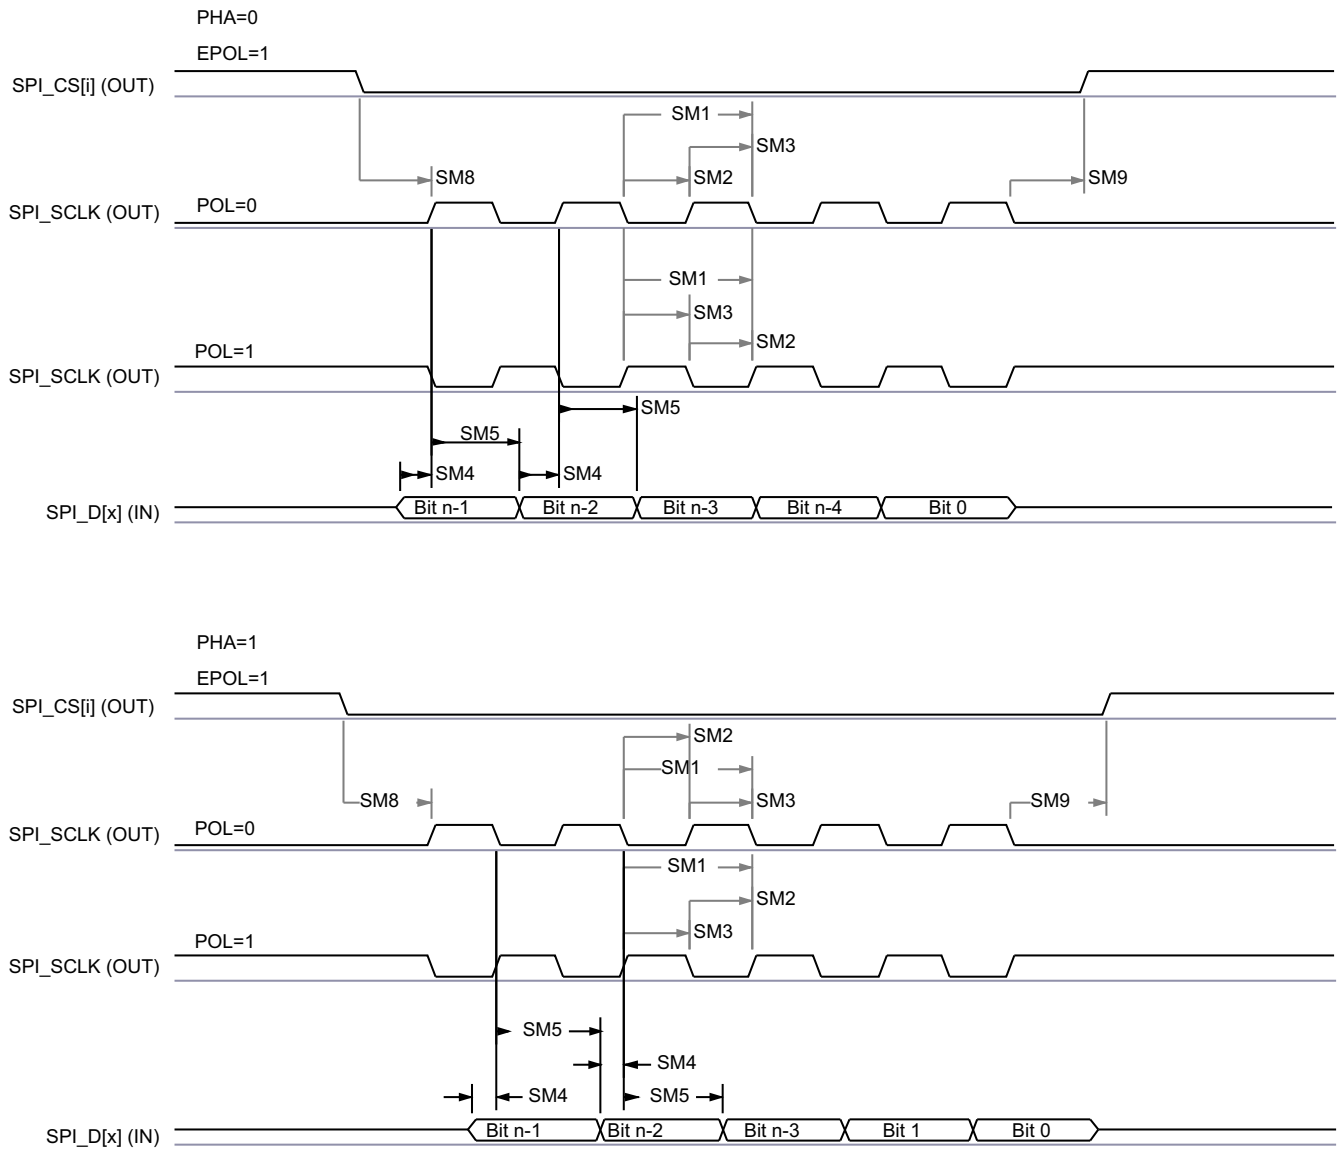 PHA=0
EPOL=1
SPI_CS[i] (OUT)
SM1
SM3
SM8
SM2
SM9
SPI_SCLK (OUT)
POL=0
SM1
SM3
SM2
POL=1
SPI_SCLK (OUT)
SM5
SM5
SM4
SM4
SPI_D[x] (IN)
Bit n-1
Bit n-2
Bit n-3
Bit n-4
Bit 0
PHA=1
EPOL=1
SPI_CS[i] (OUT)
SM2
SM1
SM8
SM3
SM9
SPI_SCLK (OUT)
POL=0
SM1
SM2
SM3
POL=1
SPI_SCLK (OUT)
SM5
SM4
SM4
SM5
SPI_D[x] (IN)
Bit n-1
Bit n-2
Bit n-3
Bit 1
Bit 0